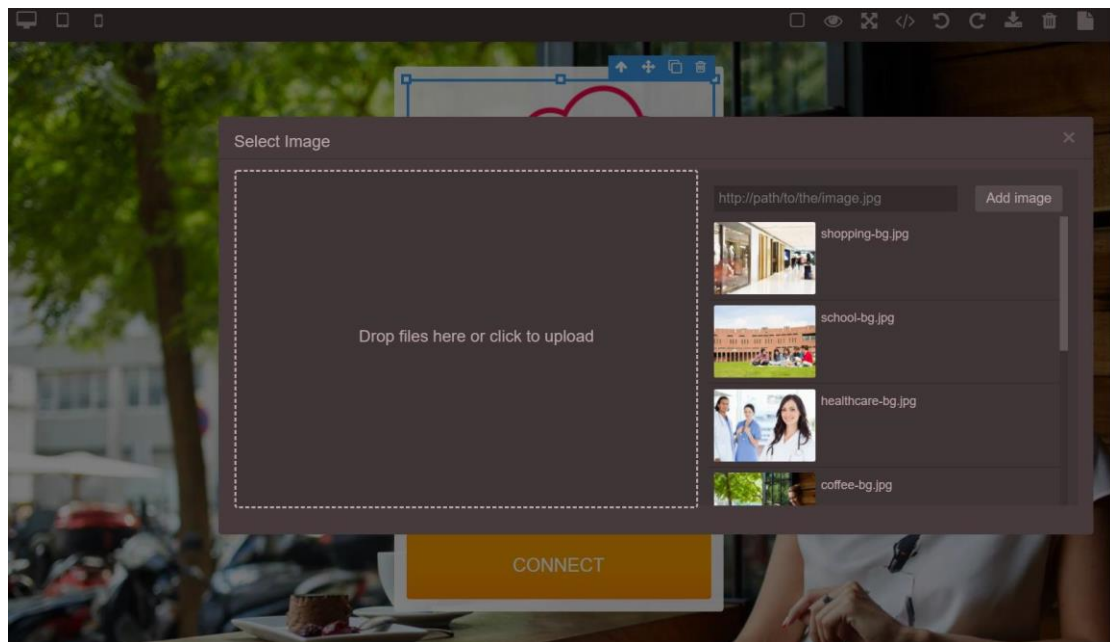 Select Image
×
Drop files here or click to upload
http://path/to/the/image.jpg
Add image
shopping-bg.jpg
school-bg.jpg
healthcare-bg.jpg
coffee-bg.jpg
CONNECT